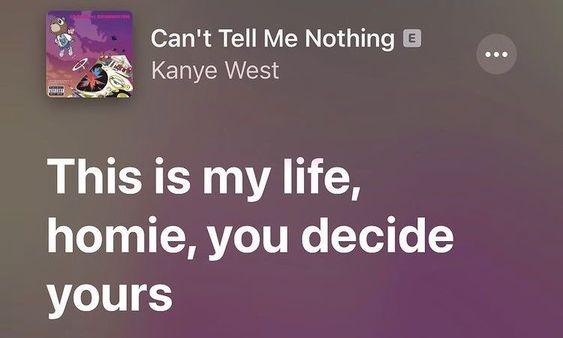 Can't Tell Me Nothing E
Kanye West
This is my life,
homie, you decide
yours